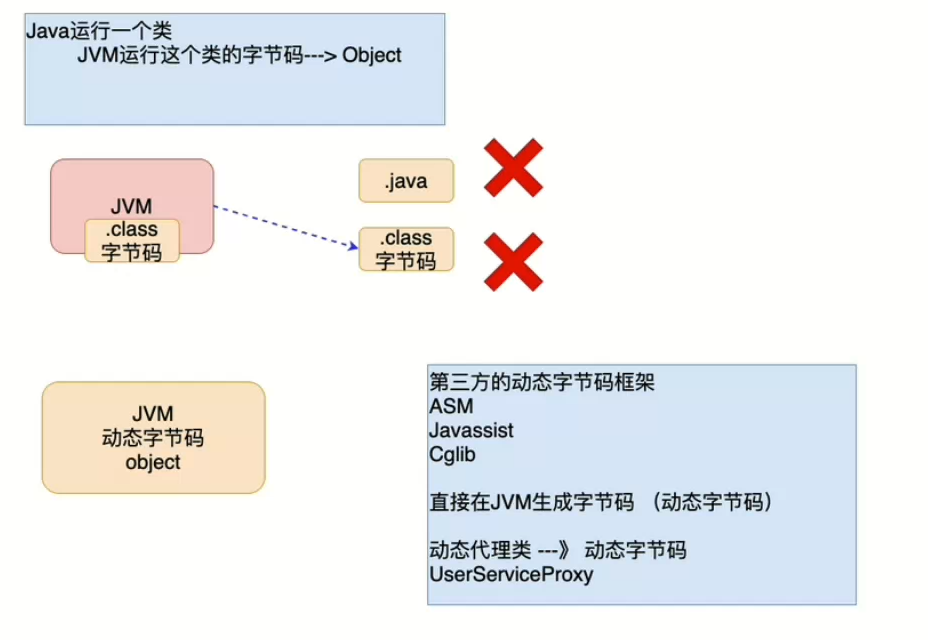 Java运行一个类
JVM运行这个类的字节码---> Object
JVM
.class
字节码
.java
.class
字节码
JVM
动态字节码
object
第三方的动态字节码框架
ASM
Javassist
Cglib
直接在JVM生成字节码 （动态字节码）
动态代理类 ---》 动态字节码
UserServiceProxy